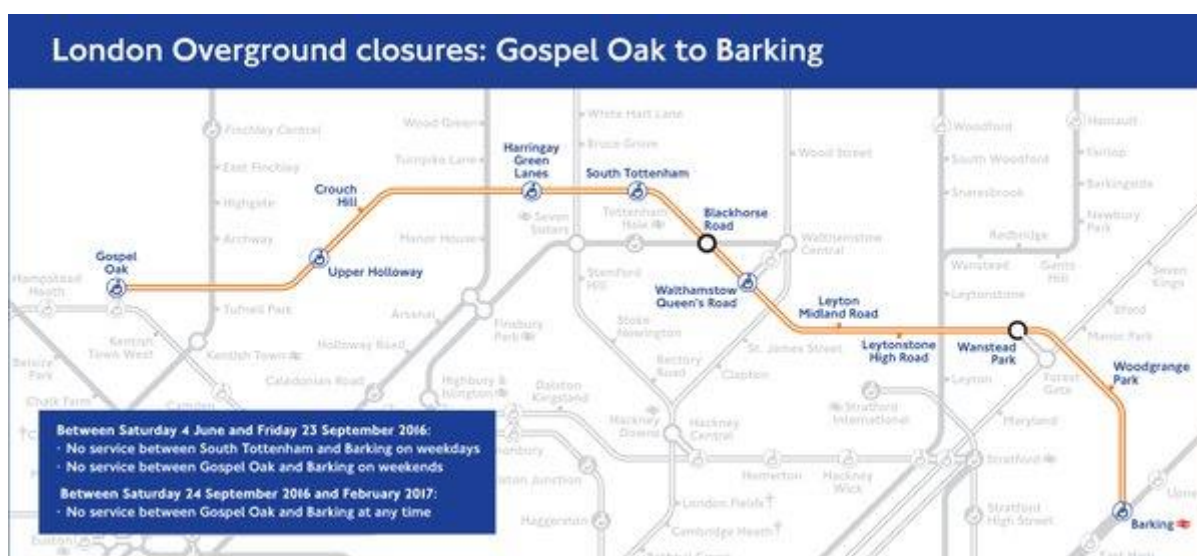 London Overground closures: Gospel Oak to Barking
White Hart Lane
Wood Green
Woodford
Hainault
Finchley Central
Bruce Grove
Turnpike Lane
Harringay
Green
Lanes
Wood Street
South Woodford
Fairlop
East Finchley
South Tottenham
Crouch
Hill
Snaresbrook
Barkingside
Highgate
Blackhorse
Road
Newbury
Park
Seven
Sisters
Tottenham
Hale
Archway
Manor House
Walthamstow
Central
Redbridge
Gospel
Oak
Upper Holloway
Wanstead
Gants
Hill
Seven
Kings
Hampstead
Heath
Stamford
Hill
Walthamstow
Queen's Road
Leytonstone
Tufnell Park
Leyton
Midland Road
Ilford
Arsenal
Finsbury
Park
Stoke
Newington
Manor Park
Kentish
Town West
Kentish Town
Holloway Road
St. James Street
Leytonstone
High Road
Wanstead
Park
Belsize
Park
Rectory
Road
Woodgrange
Park
Caledonian Road
Highbury &
Islington
Dalston
Kingsland
Clapton
Leyton
Forest
Gate
Chalk Farm
Camden
Stratford
International
Maryland
Hackney
Downs
Hackney
Central
Between Saturday 4 June and Friday 23 September 2016:
· No service between South Tottenham and Barking on weekdays
· No service between Gospel Oak and Barking on weekends
Between Saturday 24 September 2016 and February 2017:
· No service between Gospel Oak and Barking at any time
Homerton
Hackney
Wick
Stratford
Junction
London Fields
Haggerston
Cambridge Heath
Stratford
High Street
Barking
Euston